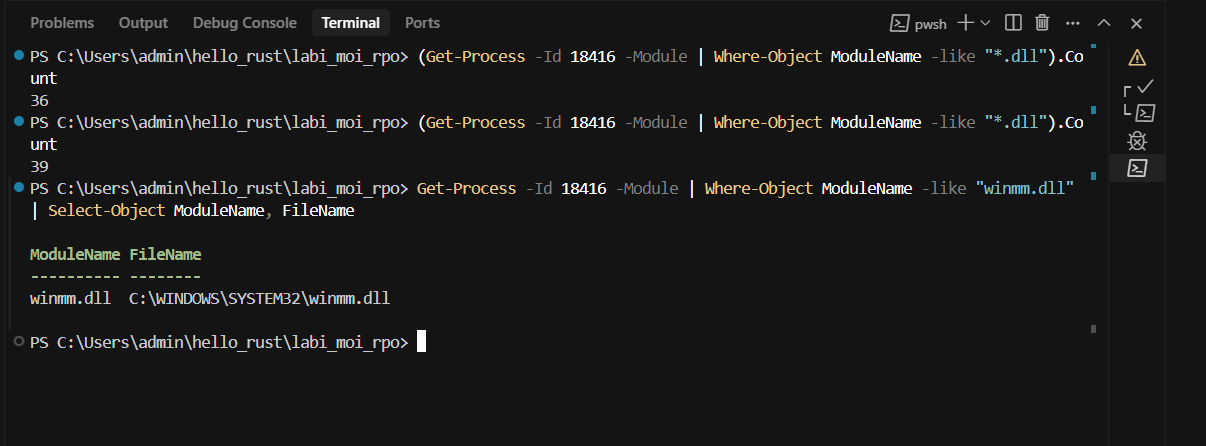 Problems Output Debug Console Terminal Ports pwsh
PS C:\Users\admin\hello_rust\labi_moi_rpo> (Get-Process -Id 18416 -Module | Where-Object ModuleName -like "*.dll").Co
unt
36
PS C:\Users\admin\hello_rust\labi_moi_rpo> (Get-Process -Id 18416 -Module | Where-Object ModuleName -like "*.dll").Co
unt
39
PS C:\Users\admin\hello_rust\labi_moi_rpo> Get-Process -Id 18416 -Module | Where-Object ModuleName -like "winmm.dll"
| Select-Object ModuleName, FileName
ModuleName FileName
---------- --------
winmm.dll  C:\WINDOWS\SYSTEM32\winmm.dll
PS C:\Users\admin\hello_rust\labi_moi_rpo>